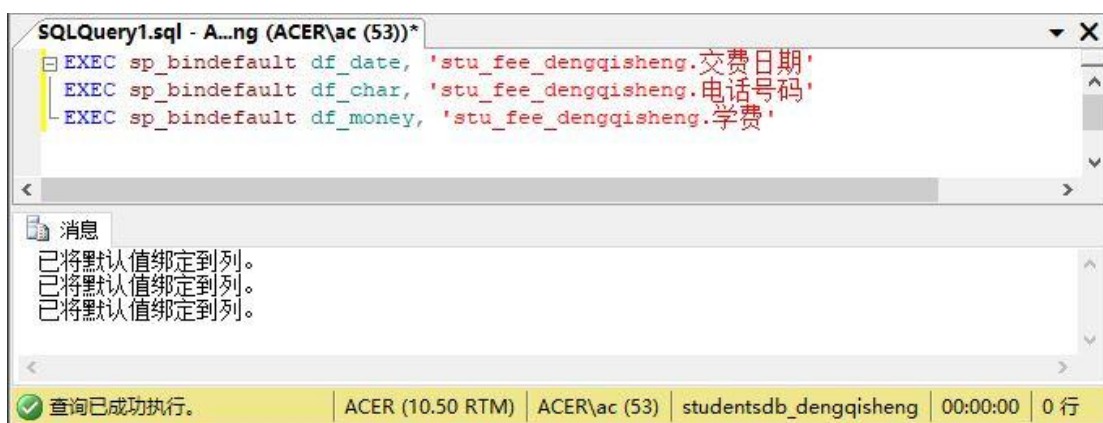 SQLQuery1.sql - A...ng (ACER\ac (53))*
EXEC sp_bindefault df_date, 'stu_fee_dengqisheng.交费日期'
EXEC sp_bindefault df_char, 'stu_fee_dengqisheng.电话号码'
EXEC sp_bindefault df_money, 'stu_fee_dengqisheng.学费'
消息
已将默认值绑定到列。
已将默认值绑定到列。
已将默认值绑定到列。
查询已成功执行。 ACER (10.50 RTM) ACER\ac (53) studentsdb_dengqisheng 00:00:00 0 行